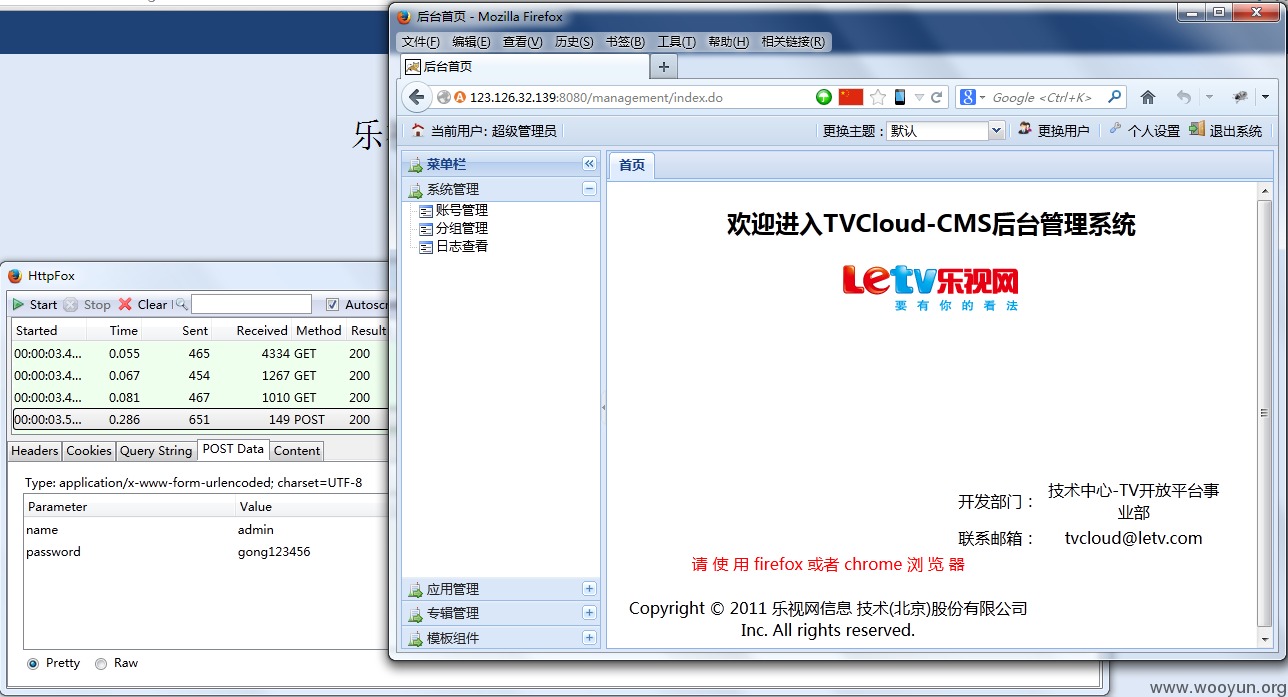 后台首页 - Mozilla Firefox
文件(F) 编辑(E) 查看(V) 历史(S) 书签(B) 工具(T) 帮助(H) 相关链接(R)
后台首页
123.126.32.139:8080/management/index.do
Google <Ctrl+K>
当前用户: 超级管理员
更换主题: 默认 更换用户 个人设置 退出系统
乐
菜单栏
系统管理
账号管理
分组管理
日志查看
应用管理
专辑管理
模板组件
首页
欢迎进入TVCloud-CMS后台管理系统
Letv乐视网
要有你的看法
开发部门： 技术中心-TV开放平台事
业部
联系邮箱： tvcloud@letv.com
请 使 用 firefox 或者 chrome 浏 览 器
Copyright © 2011 乐视网信息 技术(北京)股份有限公司
Inc. All rights reserved.
HttpFox
Start Stop Clear Autoscr
Started Time Sent Received Method Result
00:00:03.4... 0.055 465 4334 GET 200
00:00:03.4... 0.067 454 1267 GET 200
00:00:03.4... 0.081 467 1010 GET 200
00:00:03.5... 0.286 651 149 POST 200
Headers Cookies Query String POST Data Content
Type: application/x-www-form-urlencoded; charset=UTF-8
Parameter Value
name admin
password gong123456
Pretty Raw
www.wooyun.org